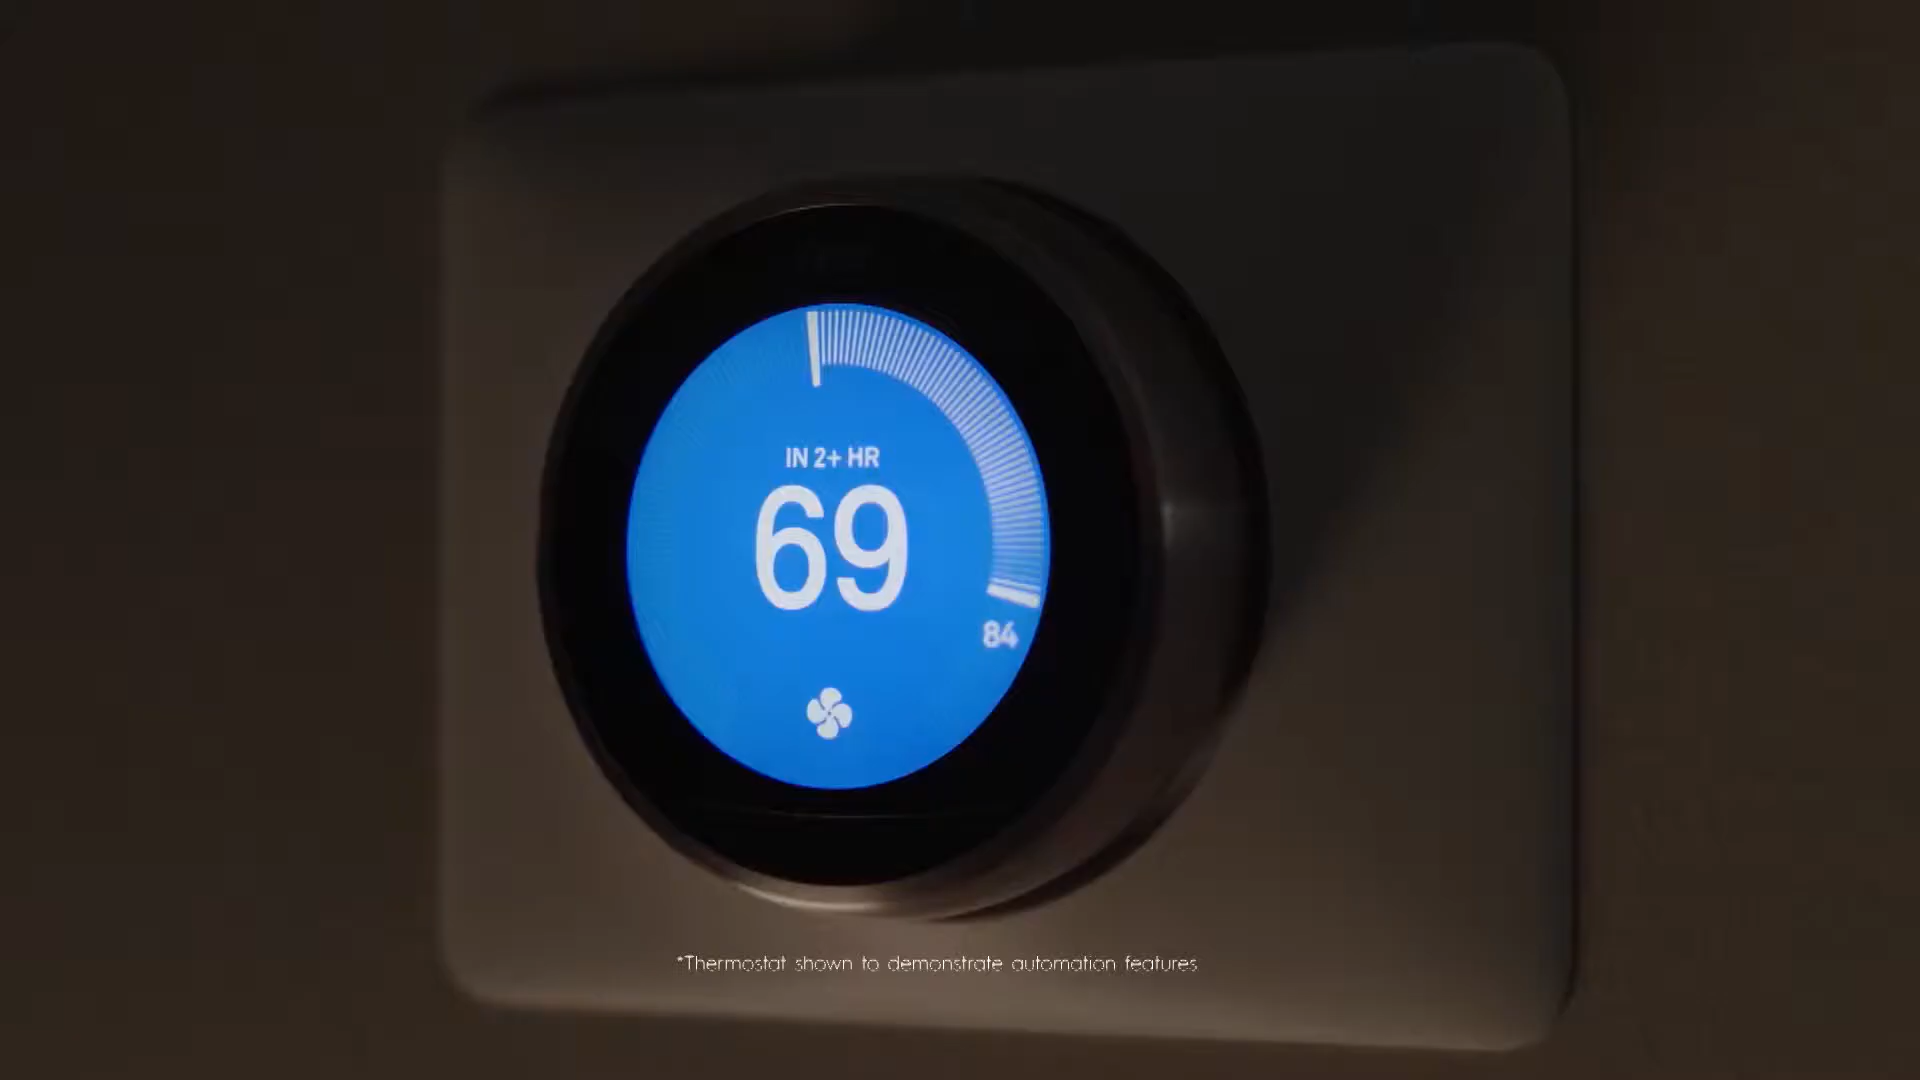 IN 2+ HR
69
84
*Thermostat shown to demonstrate automation features